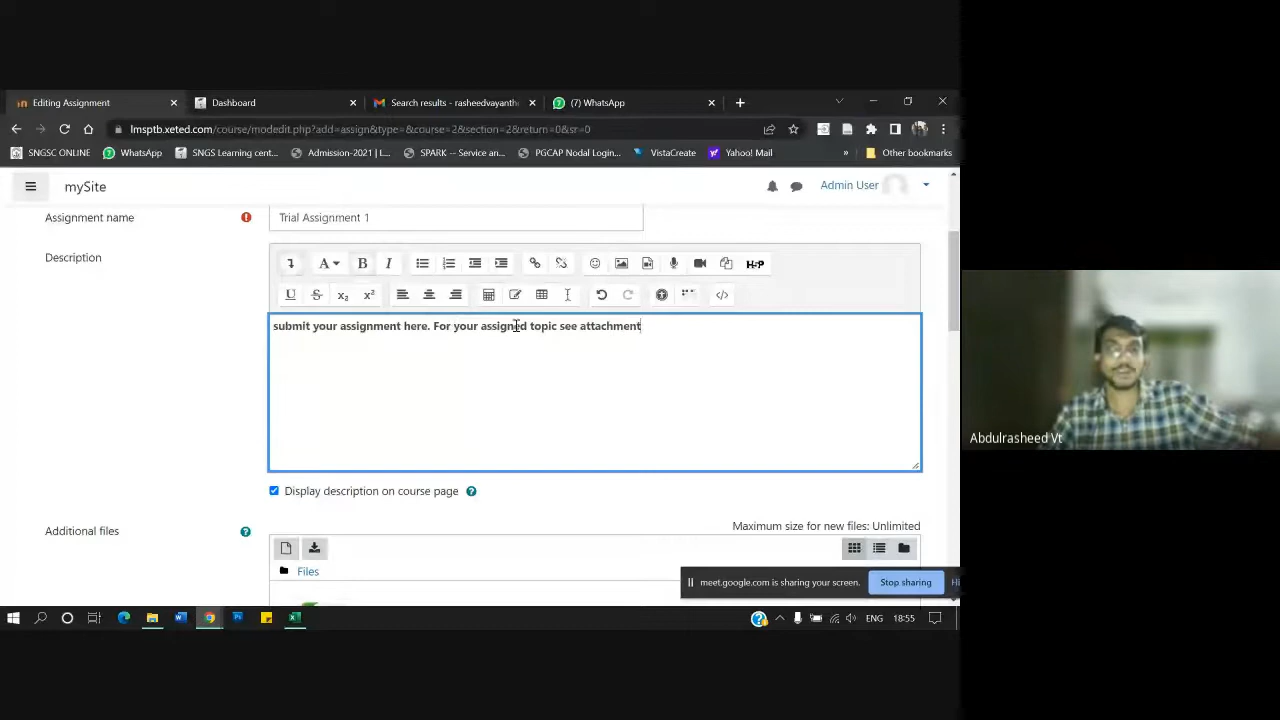 Editing Assignment
Dashboard
Search results - rasheedvayanth
(7) WhatsApp
lmsptb.xeted.com/course/modedit.php?add=assign&type=&course=2&section=2&return=0&sr=0
SNGSC ONLINE WhatsApp SNGS Learning cent... Admission-2021 | L... SPARK -- Service an... PGCAP Nodal Login... VistaCreate Yahoo! Mail » Other bookmarks
mySite
Admin User
Assignment name
Trial Assignment 1
Description
A B I H-P
U S x₂ x² </>
submit your assignment here. For your assigned topic see attachment
Display description on course page
Additional files
Maximum size for new files: Unlimited
Files
meet.google.com is sharing your screen.
Stop sharing
Hi
ENG 18:55
Abdulrasheed Vt